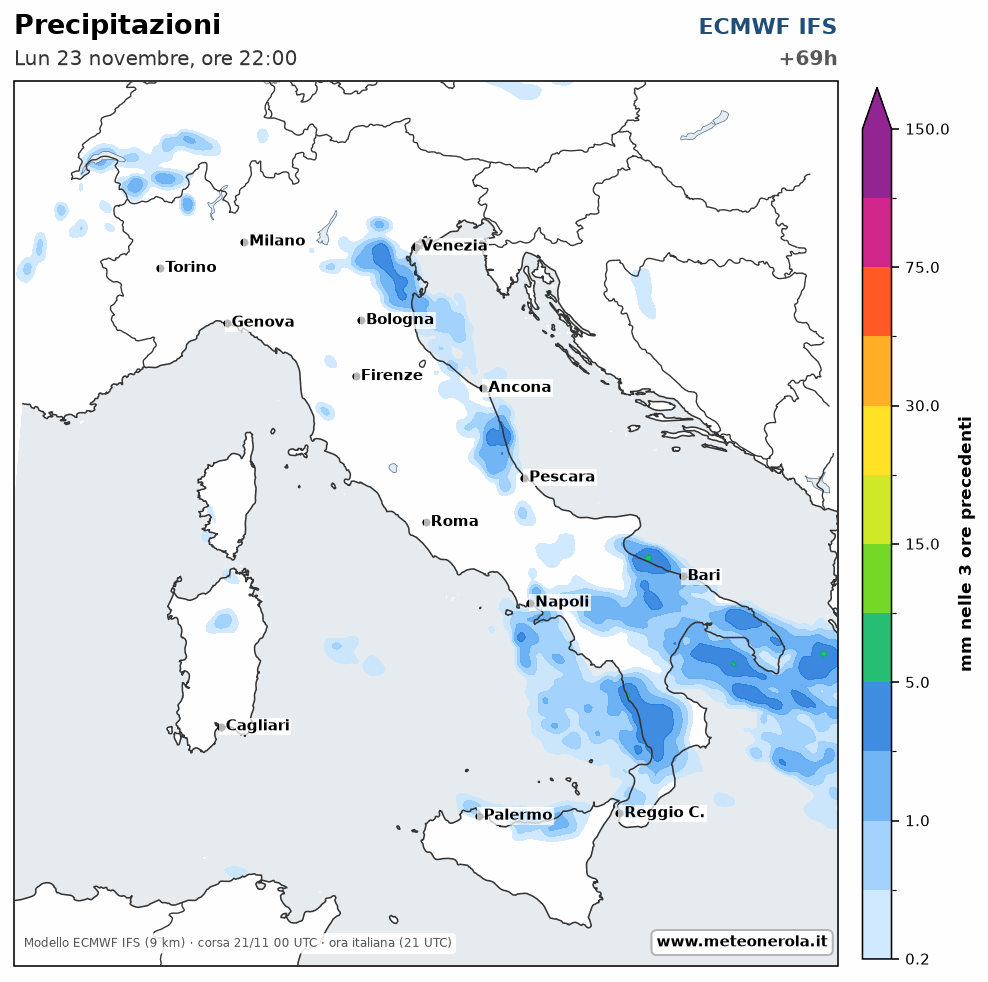 Precipitazioni
ECMWF IFS
Lun 23 novembre, ore 22:00
+69h
150.0
75.0
30.0
15.0
5.0
1.0
0.2
mm nelle 3 ore precedenti
Milano
Venezia
Torino
Genova
Bologna
Firenze
Ancona
Pescara
Roma
Bari
Napoli
Cagliari
Palermo
Reggio C.
Modello ECMWF IFS (9 km) · corsa 21/11 00 UTC · ora italiana (21 UTC)
www.meteonerola.it